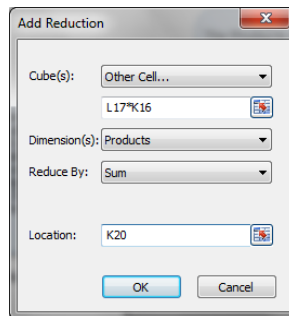 Add Reduction
Cube(s): Other Cell...
L17*K16
Dimension(s): Products
Reduce By: Sum
Location: K20
OK Cancel